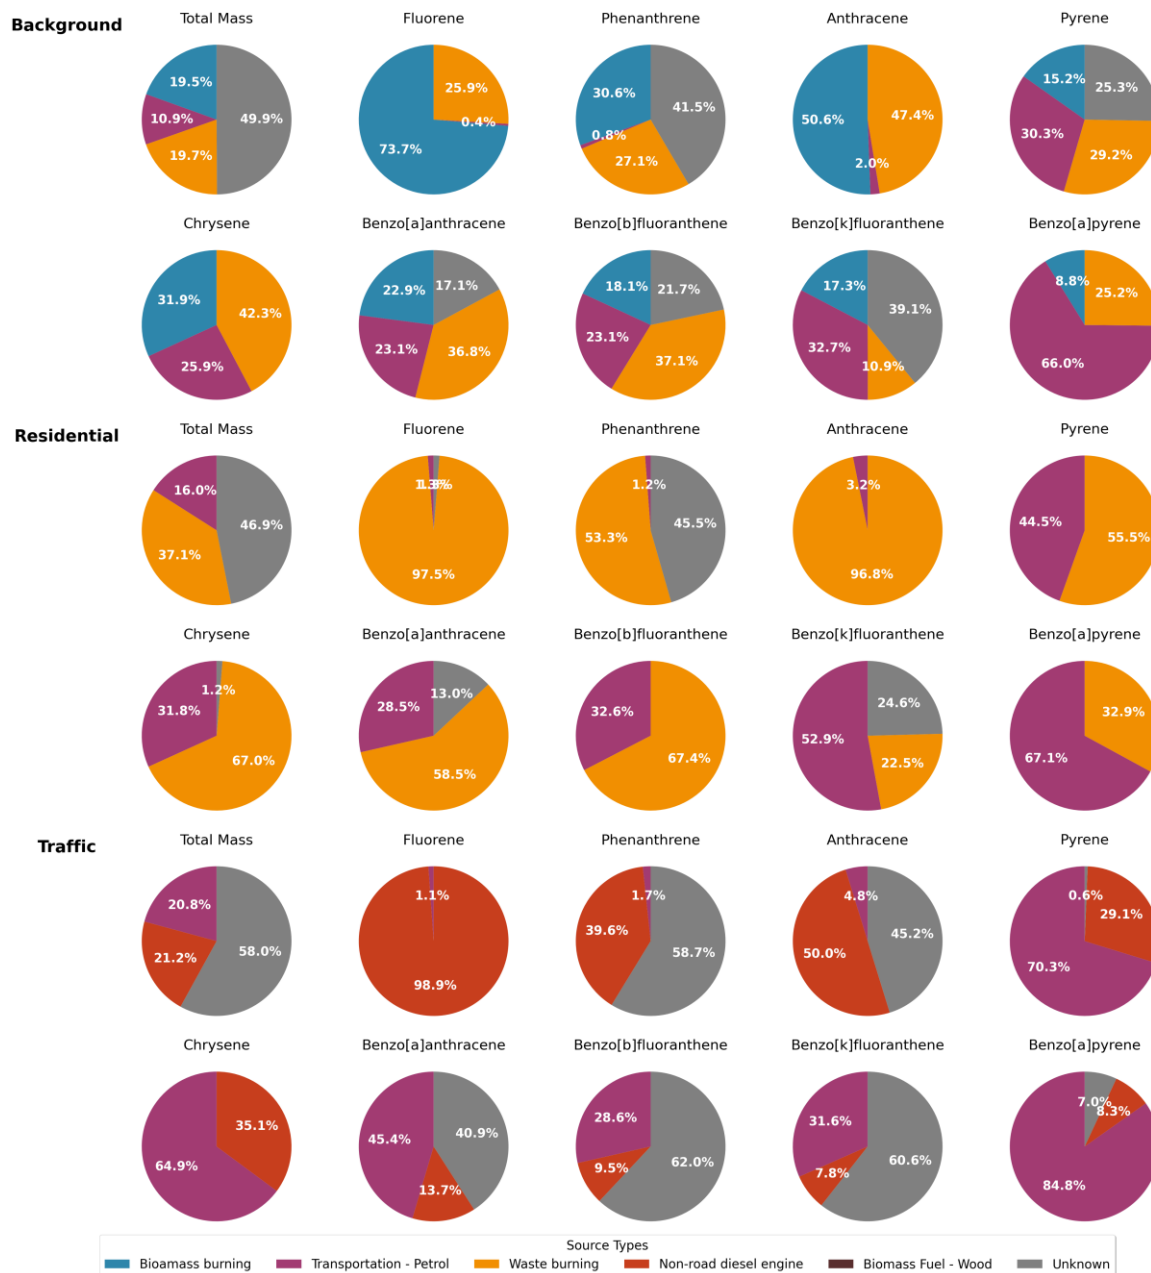 Background
Total Mass
Fluorene
Phenanthrene
Anthracene
Pyrene
19.5%
10.9%
19.7%
49.9%
25.9%
0.4%
73.7%
30.6%
0.8%
27.1%
41.5%
50.6%
2.0%
47.4%
15.2%
30.3%
29.2%
25.3%
Chrysene
Benzo[a]anthracene
Benzo[b]fluoranthene
Benzo[k]fluoranthene
Benzo[a]pyrene
31.9%
25.9%
42.3%
22.9%
23.1%
36.8%
17.1%
18.1%
23.1%
37.1%
21.7%
17.3%
32.7%
10.9%
39.1%
8.8%
66.0%
25.2%
Residential
Total Mass
Fluorene
Phenanthrene
Anthracene
Pyrene
16.0%
37.1%
46.9%
97.5%
1.2%
53.3%
45.5%
3.2%
96.8%
44.5%
55.5%
Chrysene
Benzo[a]anthracene
Benzo[b]fluoranthene
Benzo[k]fluoranthene
Benzo[a]pyrene
31.8%
1.2%
67.0%
28.5%
13.0%
58.5%
32.6%
67.4%
52.9%
24.6%
22.5%
67.1%
32.9%
Traffic
Total Mass
Fluorene
Phenanthrene
Anthracene
Pyrene
20.8%
21.2%
58.0%
1.1%
98.9%
39.6%
1.7%
58.7%
50.0%
4.8%
45.2%
70.3%
0.6%
29.1%
Chrysene
Benzo[a]anthracene
Benzo[b]fluoranthene
Benzo[k]fluoranthene
Benzo[a]pyrene
64.9%
35.1%
45.4%
13.7%
40.9%
28.6%
9.5%
62.0%
31.6%
7.8%
60.6%
84.8%
7.0%
8.3%
Source Types
Bioamass burning
Transportation - Petrol
Waste burning
Non-road diesel engine
Biomass Fuel - Wood
Unknown